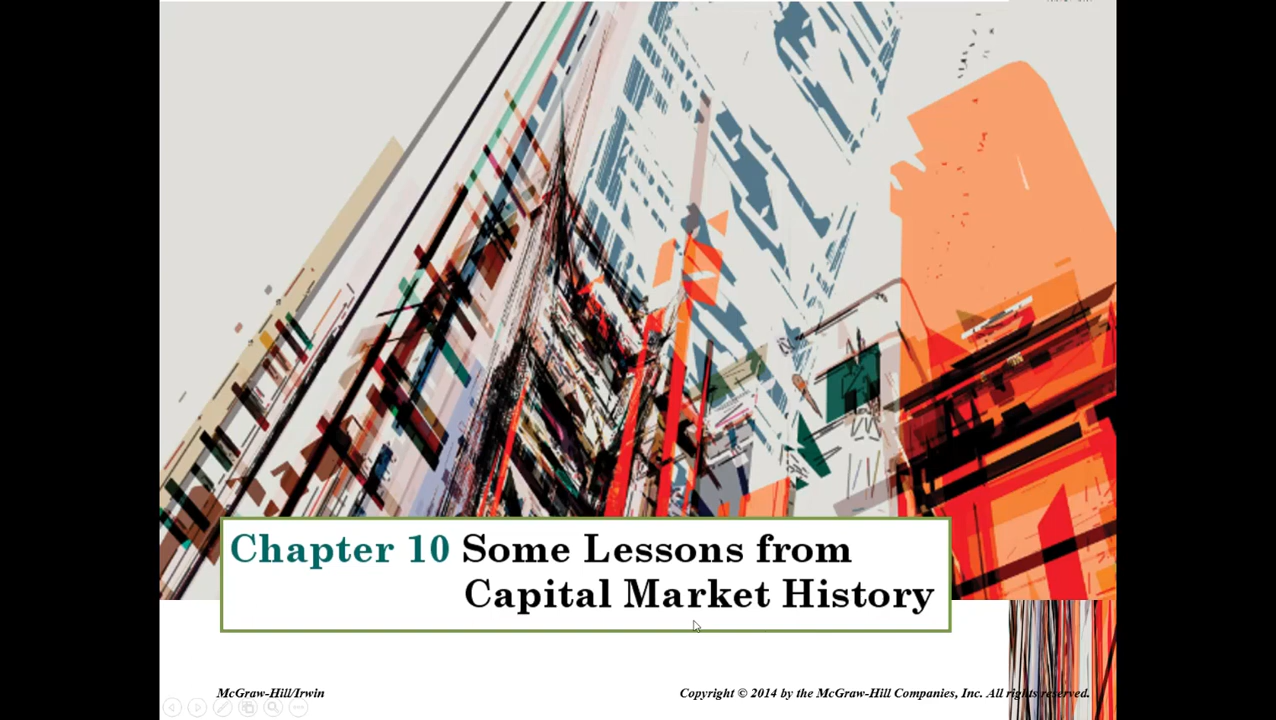 Chapter 10 Some Lessons from
Capital Market History
McGraw-Hill/Irwin
Copyright © 2014 by the McGraw-Hill Companies, Inc. All rights reserved.